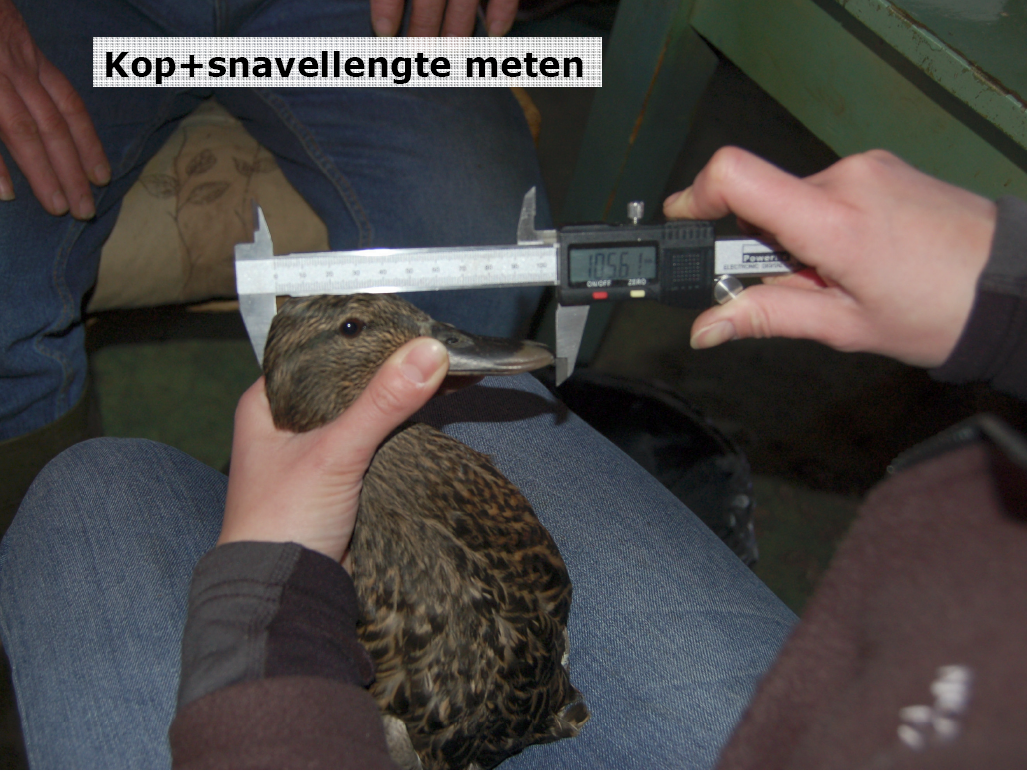 Kop+snavellengte meten
105.61
ON/OFF ZERO
ELECTRONIC DIGITAL